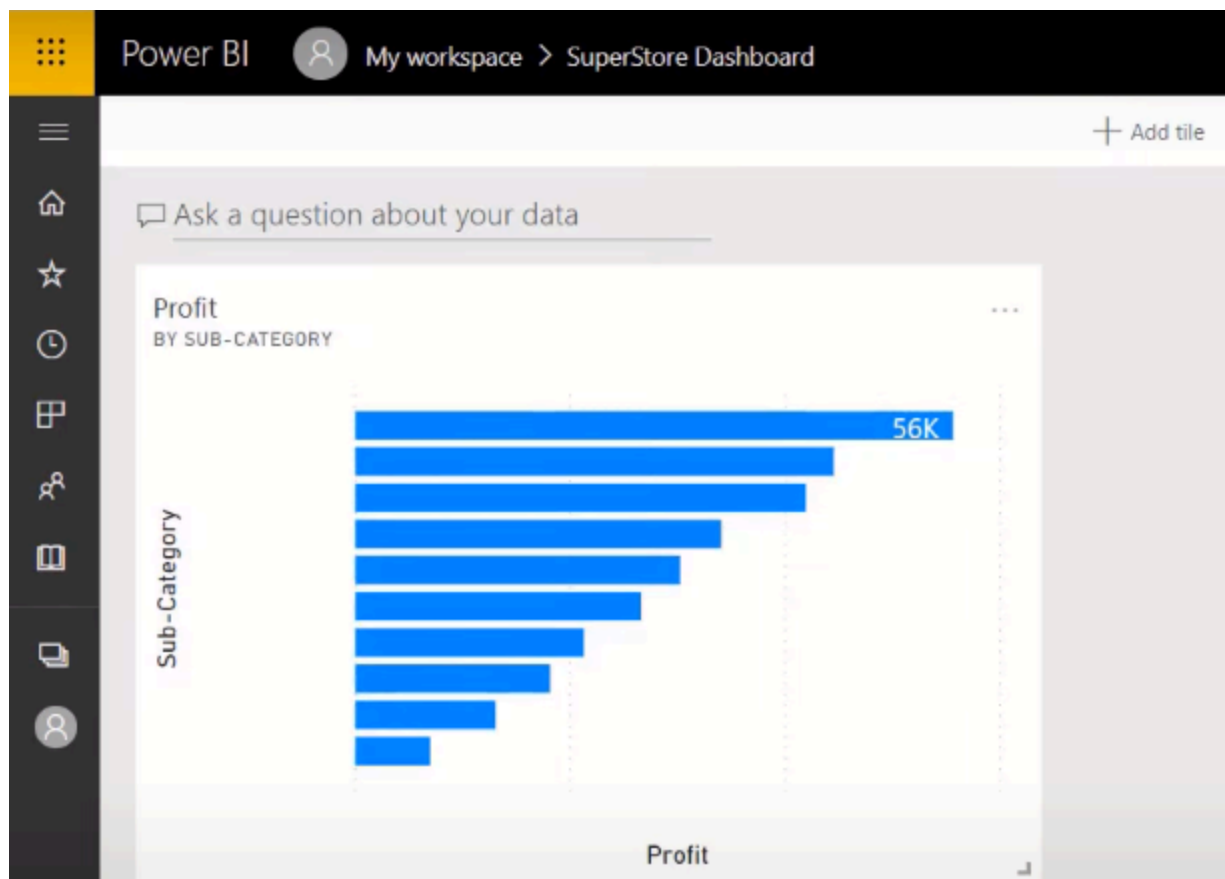 Power BI
My workspace > SuperStore Dashboard
+ Add tile
Ask a question about your data
Profit
...
BY SUB-CATEGORY
56K
Sub-Category
Profit